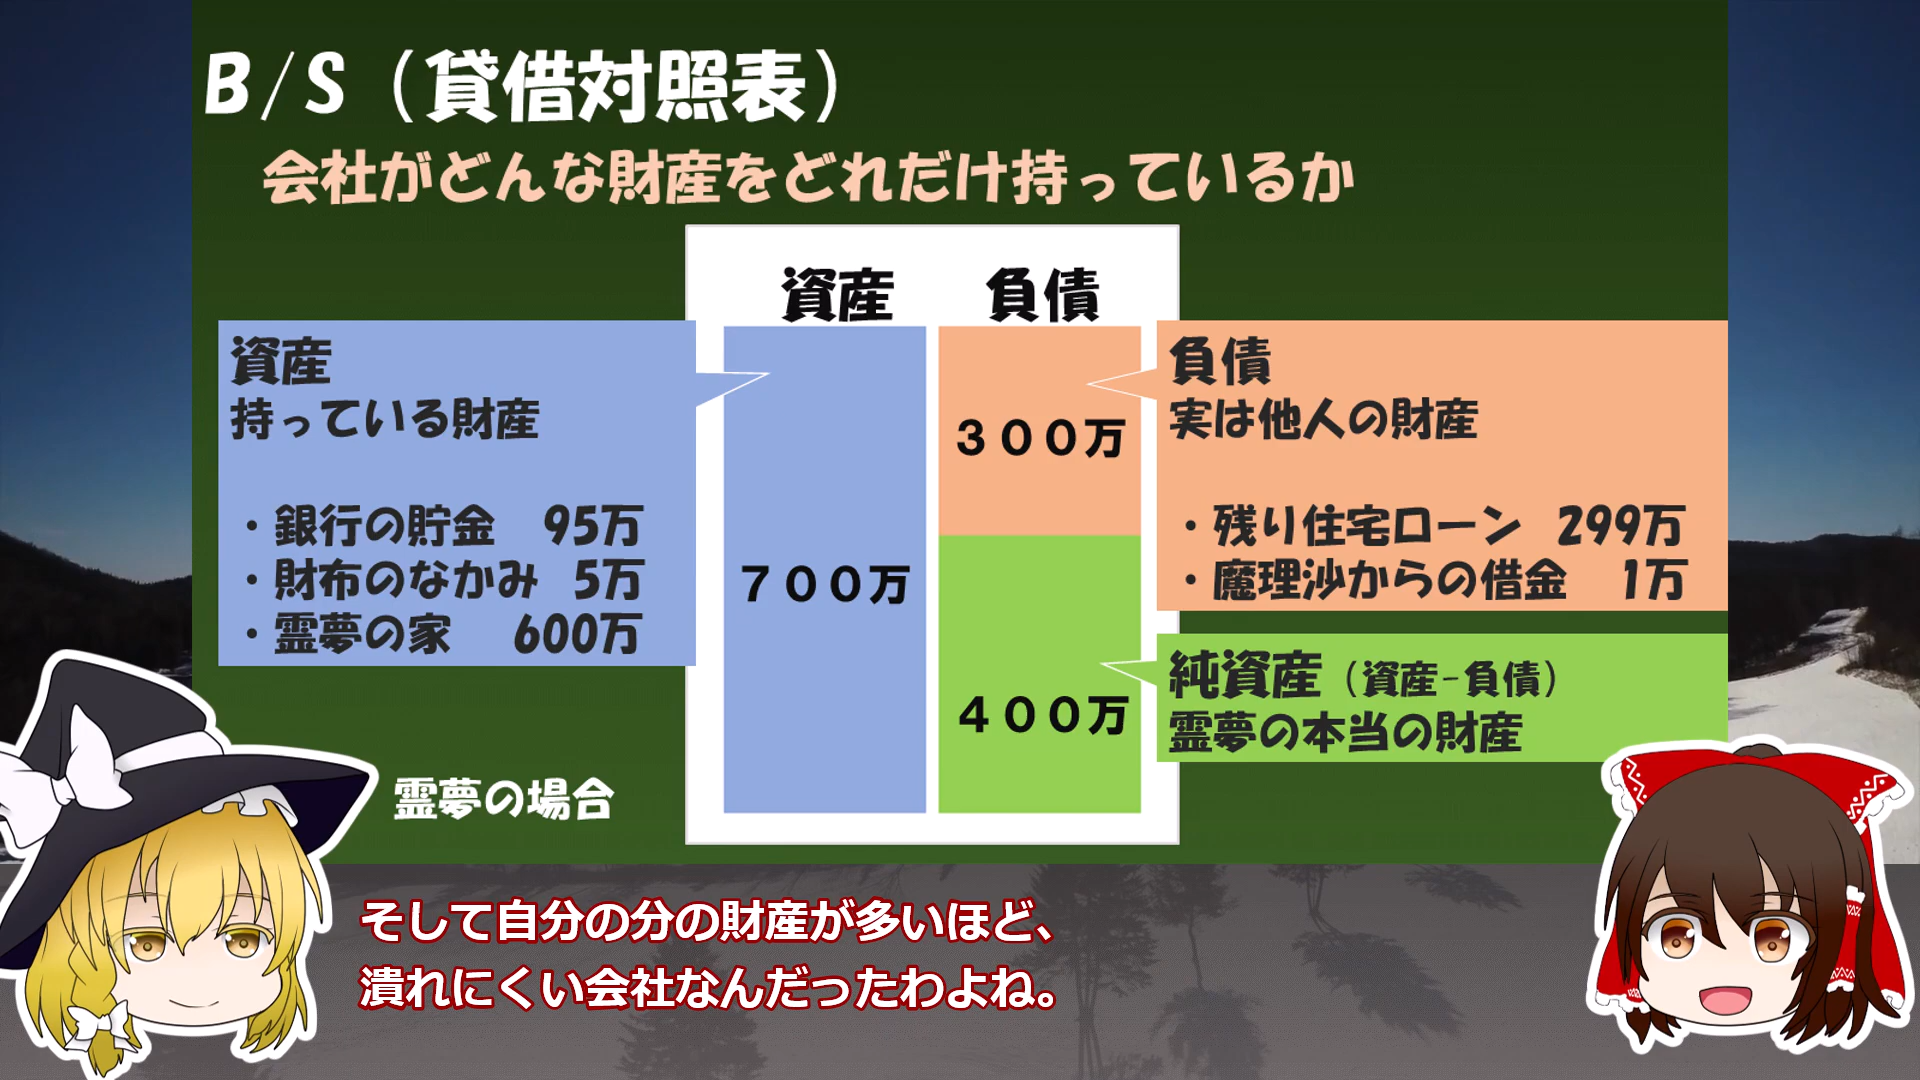 B/S（貸借対照表）
会社がどんな財産をどれだけ持っているか
資産　負債
資産
持っている財産
・銀行の貯金　95万
・財布のなかみ　5万
・霊夢の家　600万
７００万
３００万
４００万
負債
実は他人の財産
・残り住宅ローン　299万
・魔理沙からの借金　1万
純資産（資産-負債）
霊夢の本当の財産
霊夢の場合
そして自分の分の財産が多いほど、
潰れにくい会社なんだったわよね。